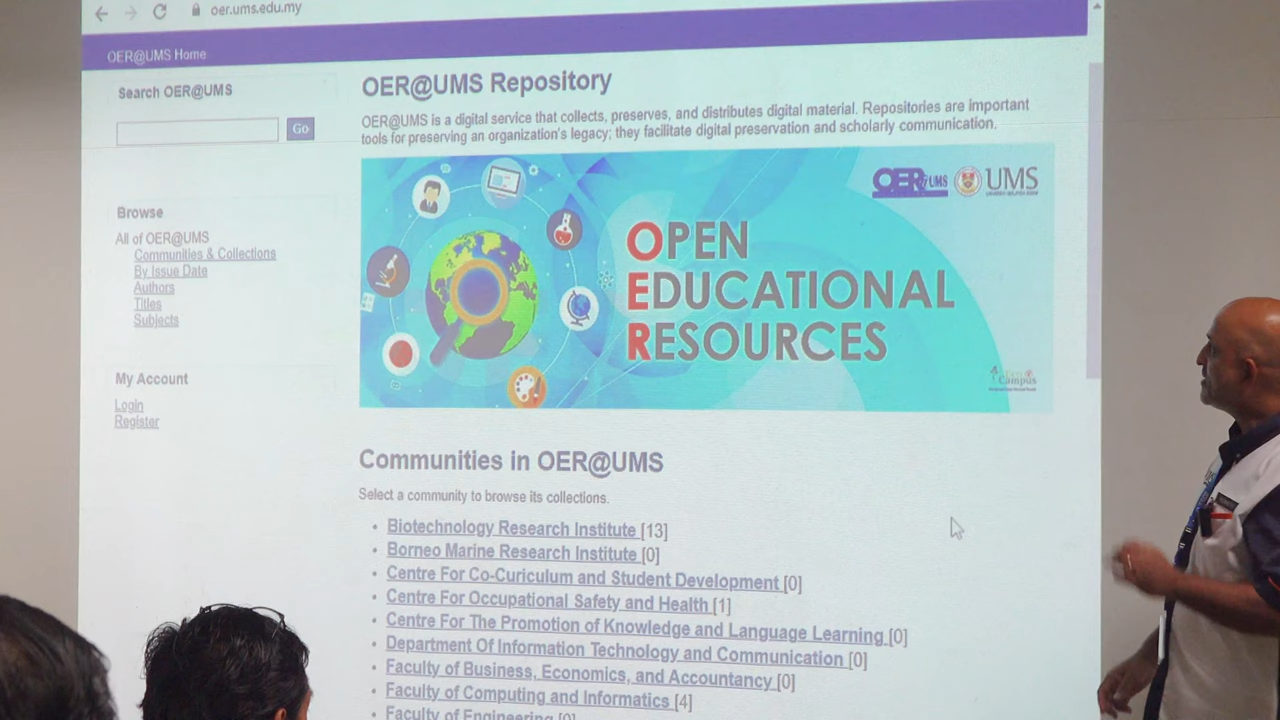 oer.ums.edu.my
OER@UMS Home
Search OER@UMS
Go
Browse
All of OER@UMS
Communities & Collections
By Issue Date
Authors
Titles
Subjects
My Account
Login
Register
OER@UMS Repository
OER@UMS is a digital service that collects, preserves, and distributes digital material. Repositories are important
tools for preserving an organization's legacy; they facilitate digital preservation and scholarly communication.
OER@UMS
UMS
OPEN
EDUCATIONAL
RESOURCES
Campus
Communities in OER@UMS
Select a community to browse its collections.
Biotechnology Research Institute [13]
Borneo Marine Research Institute [0]
Centre For Co-Curiculum and Student Development [0]
Centre For Occupational Safety and Health [1]
Centre For The Promotion of Knowledge and Language Learning [0]
Department Of Information Technology and Communication [0]
Faculty of Business, Economics, and Accountancy [0]
Faculty of Computing and Informatics [4]
Faculty of Engineering [0]